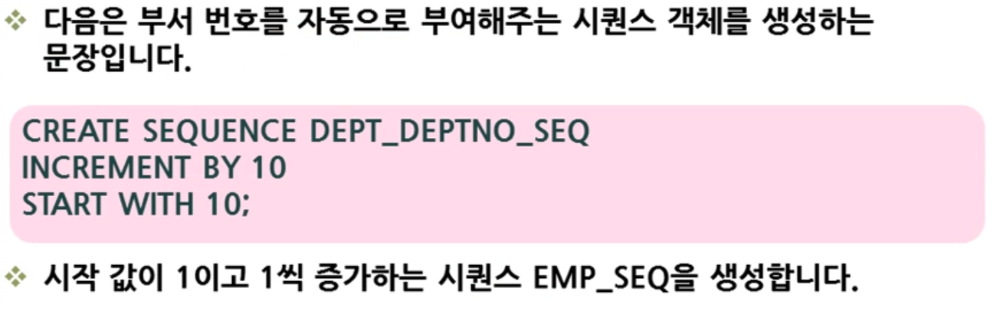 ❖ 다음은 부서 번호를 자동으로 부여해주는 시퀀스 객체를 생성하는
문장입니다.
CREATE SEQUENCE DEPT_DEPTNO_SEQ
INCREMENT BY 10
START WITH 10;
❖ 시작 값이 1이고 1씩 증가하는 시퀀스 EMP_SEQ을 생성합니다.